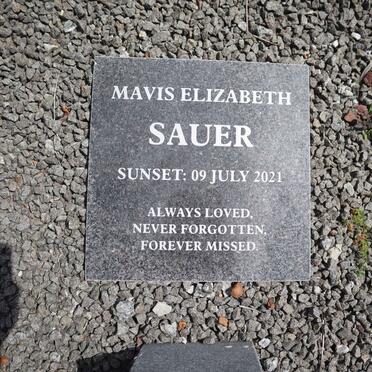 MAVIS ELIZABETH
SAUER
SUNSET: 09 JULY 2021
ALWAYS LOVED,
NEVER FORGOTTEN,
FOREVER MISSED.